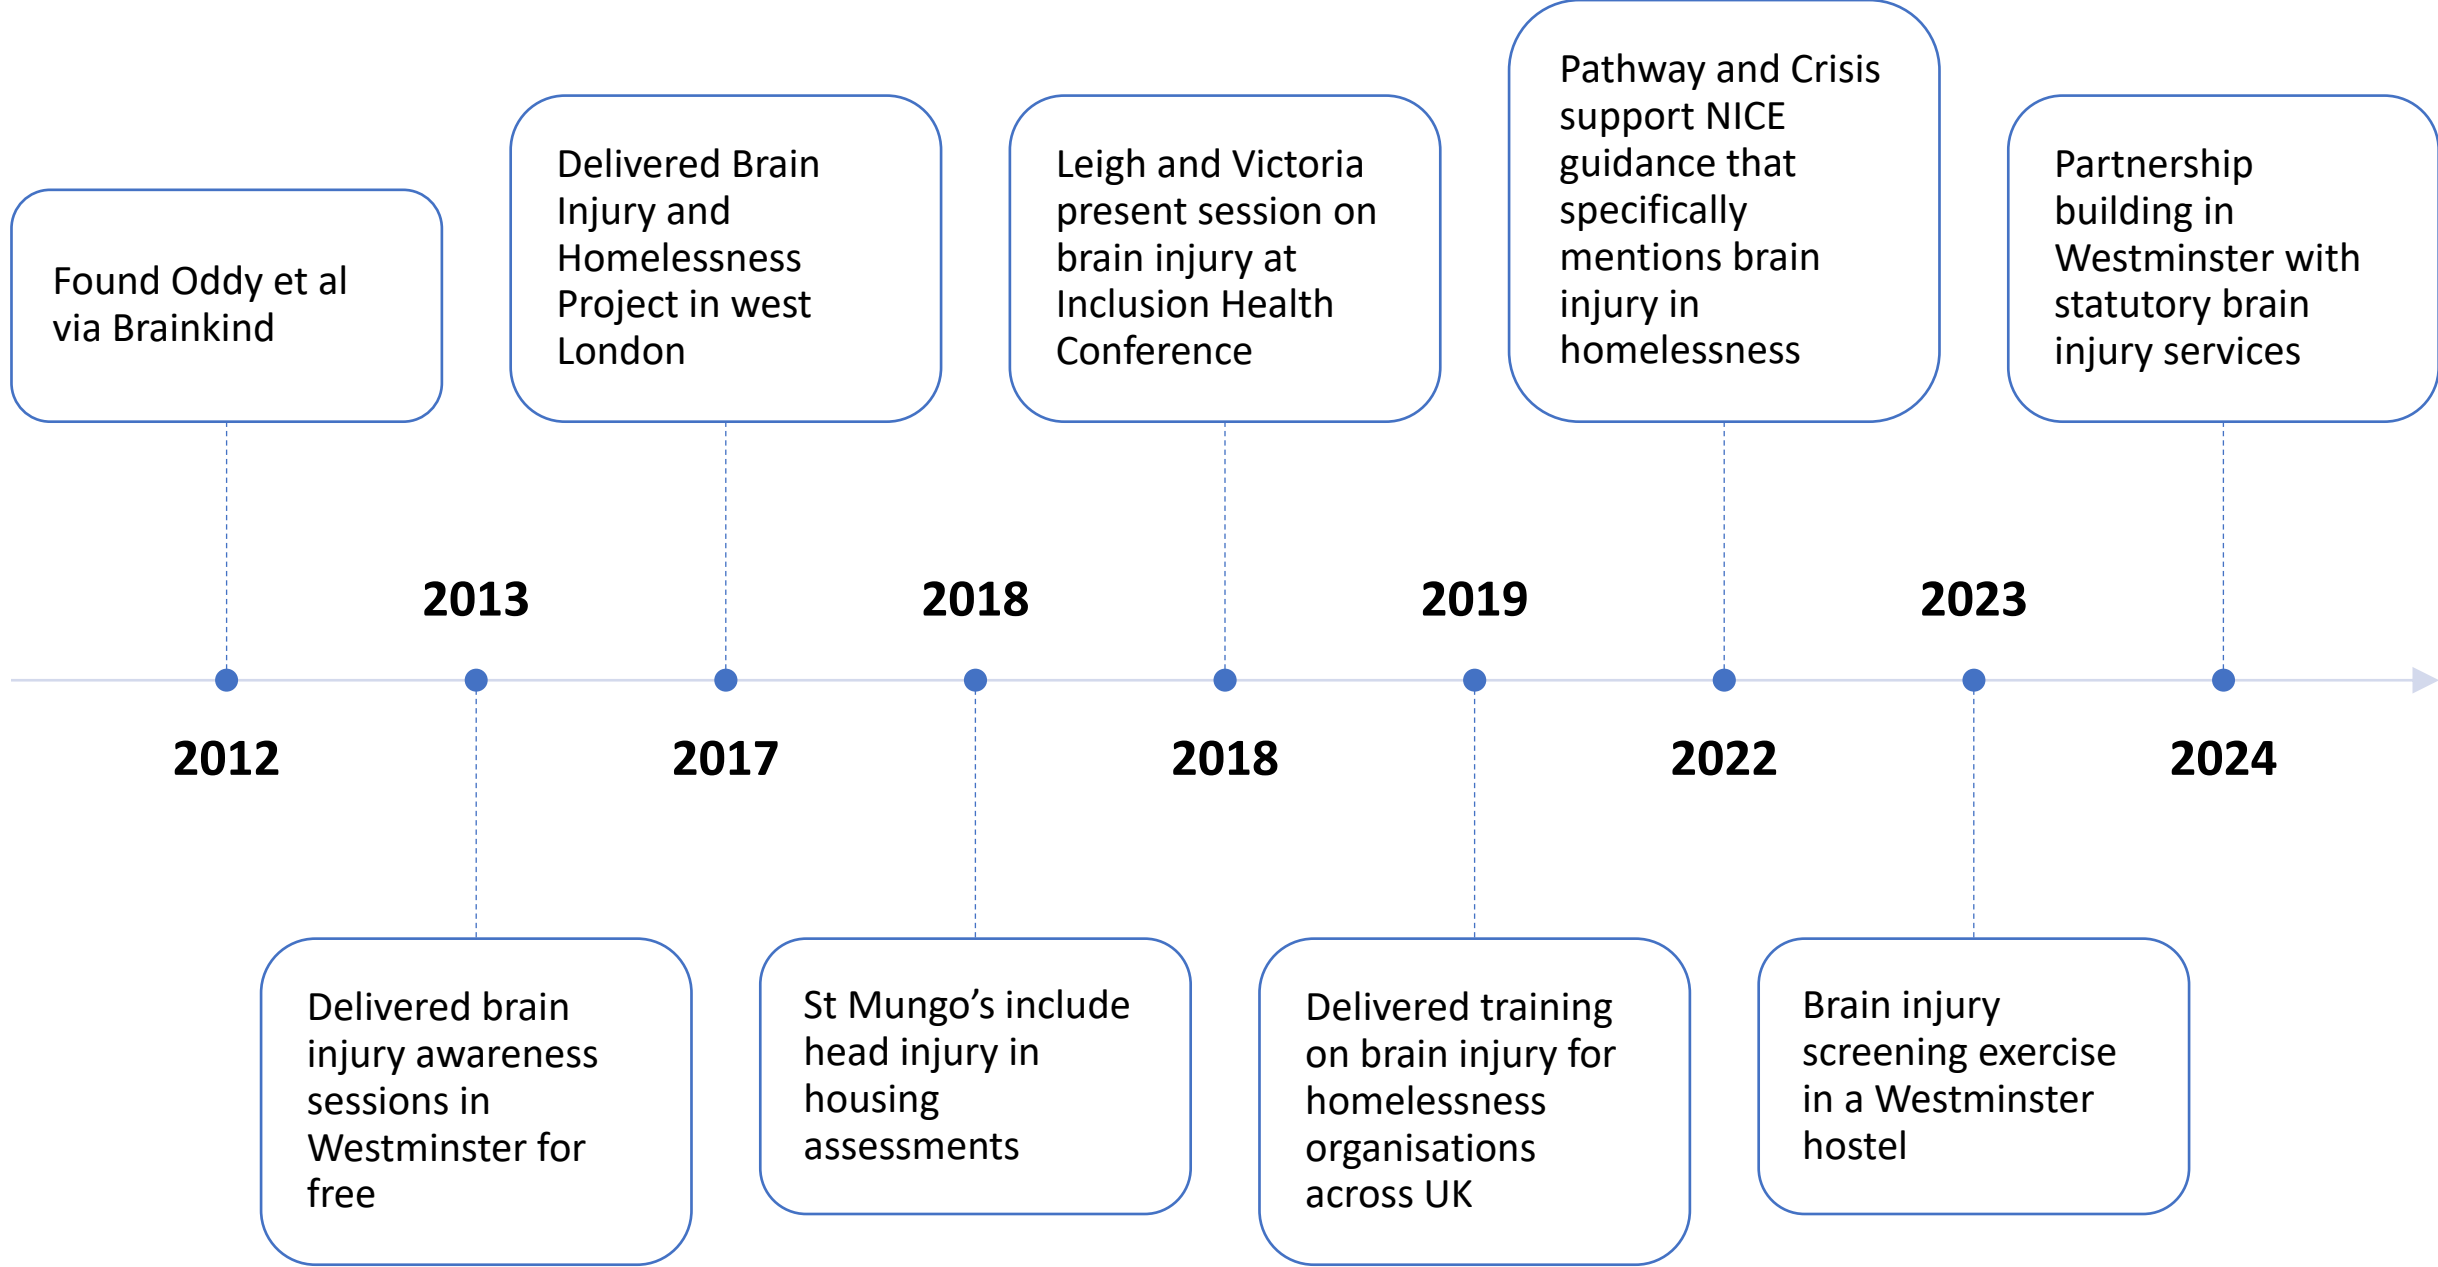 Found Oddy et al
via Brainkind
Delivered Brain
Injury and
Homelessness
Project in west
London
Leigh and Victoria
present session on
brain injury at
Inclusion Health
Conference
Pathway and Crisis
support NICE
guidance that
specifically
mentions brain
injury in
homelessness
Partnership
building in
Westminster with
statutory brain
injury services
2013
2018
2019
2023
2012
2017
2018
2022
2024
Delivered brain
injury awareness
sessions in
Westminster for
free
St Mungo’s include
head injury in
housing
assessments
Delivered training
on brain injury for
homelessness
organisations
across UK
Brain injury
screening exercise
in a Westminster
hostel